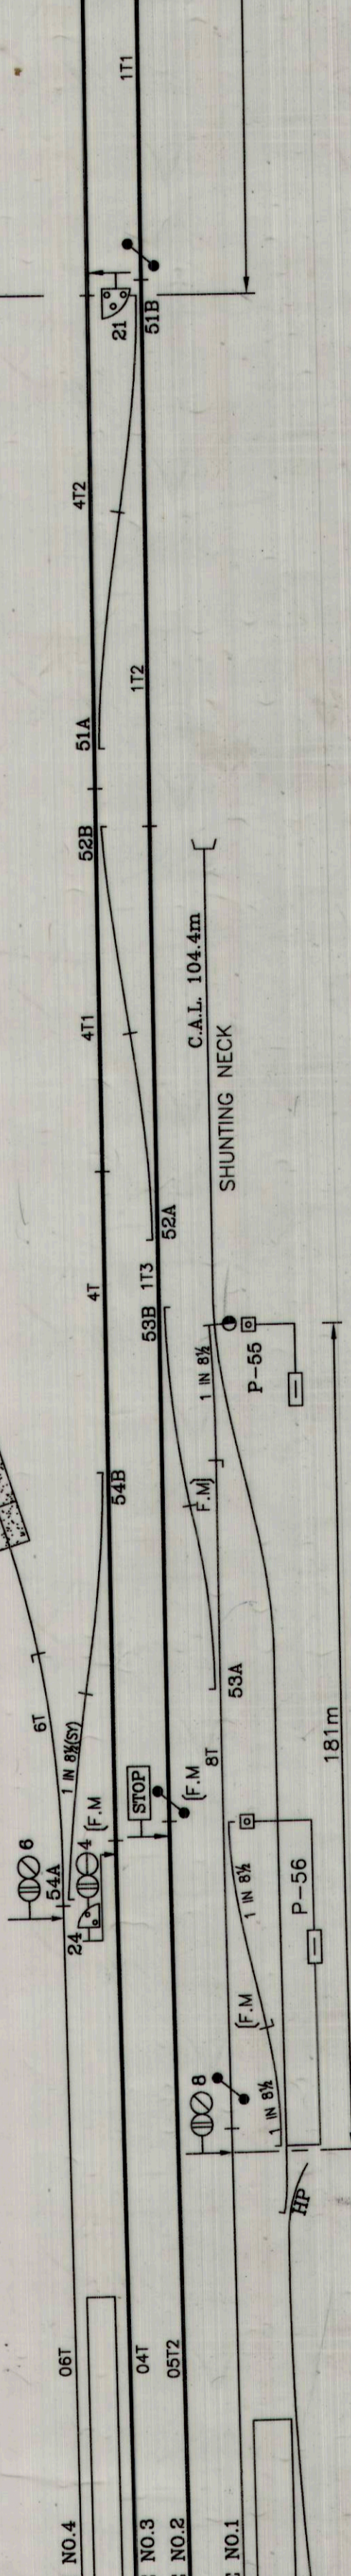 1T1
21
51B
4T2
1T2
51A
52B
C.A.L. 104.4m
4T1
SHUNTING NECK
52A
4T
1T3
53B
1 IN 8½
P-55
54B
F.M
53A
6T
1 IN 8½(SY)
8T
181m
STOP
F.M
F.M
6
54A
4
24
1 IN 8½
P-56
F.M
8
1 IN 8½
HP
06T
04T
05T2
NO.4
NO.3
NO.2
NO.1